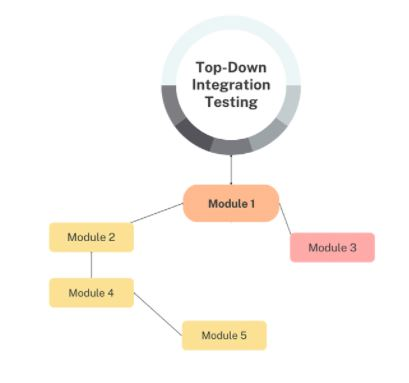 Top-Down
Integration
Testing
Module 1
Module 2
Module 3
Module 4
Module 5